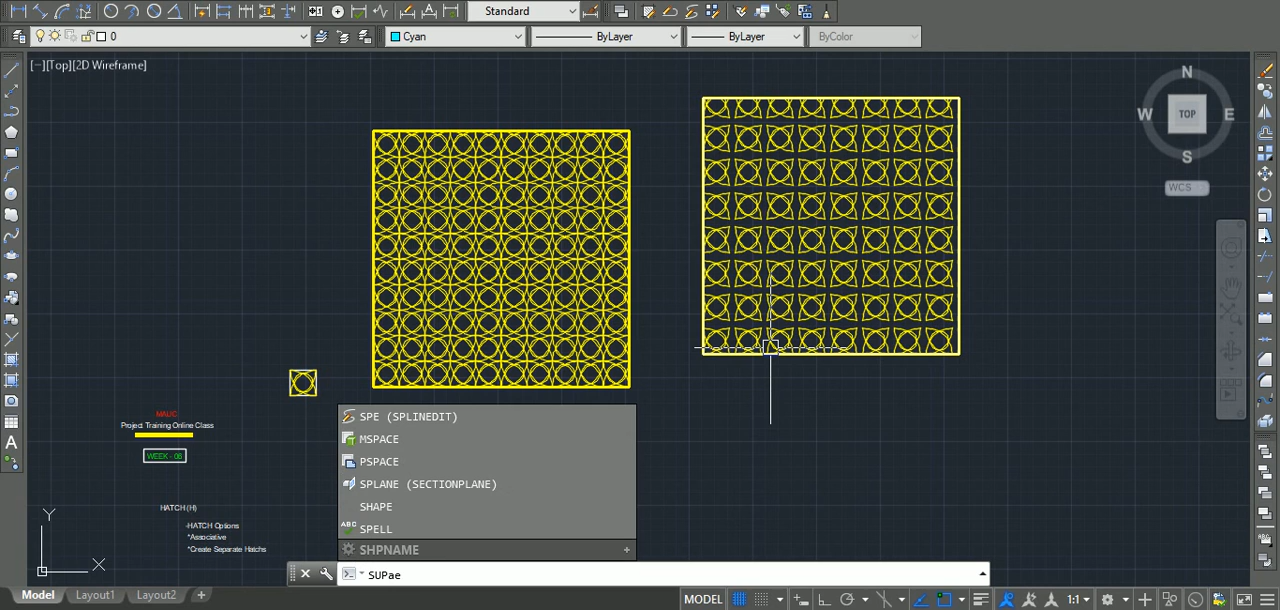 Standard
0
Cyan
ByLayer
ByLayer
ByColor
[−][Top][2D Wireframe]
N
W
TOP
E
S
WCS
MAUC
Project Training Online Class
WEEK - 06
HATCH (H)
-HATCH Options
*Associative
*Create Separate Hatchs
Y
X
SPE (SPLINEDIT)
MSPACE
PSPACE
SPLANE (SECTIONPLANE)
SHAPE
ABC
SPELL
SHPNAME
SUPae
A
Model
Layout1
Layout2
MODEL
1:1